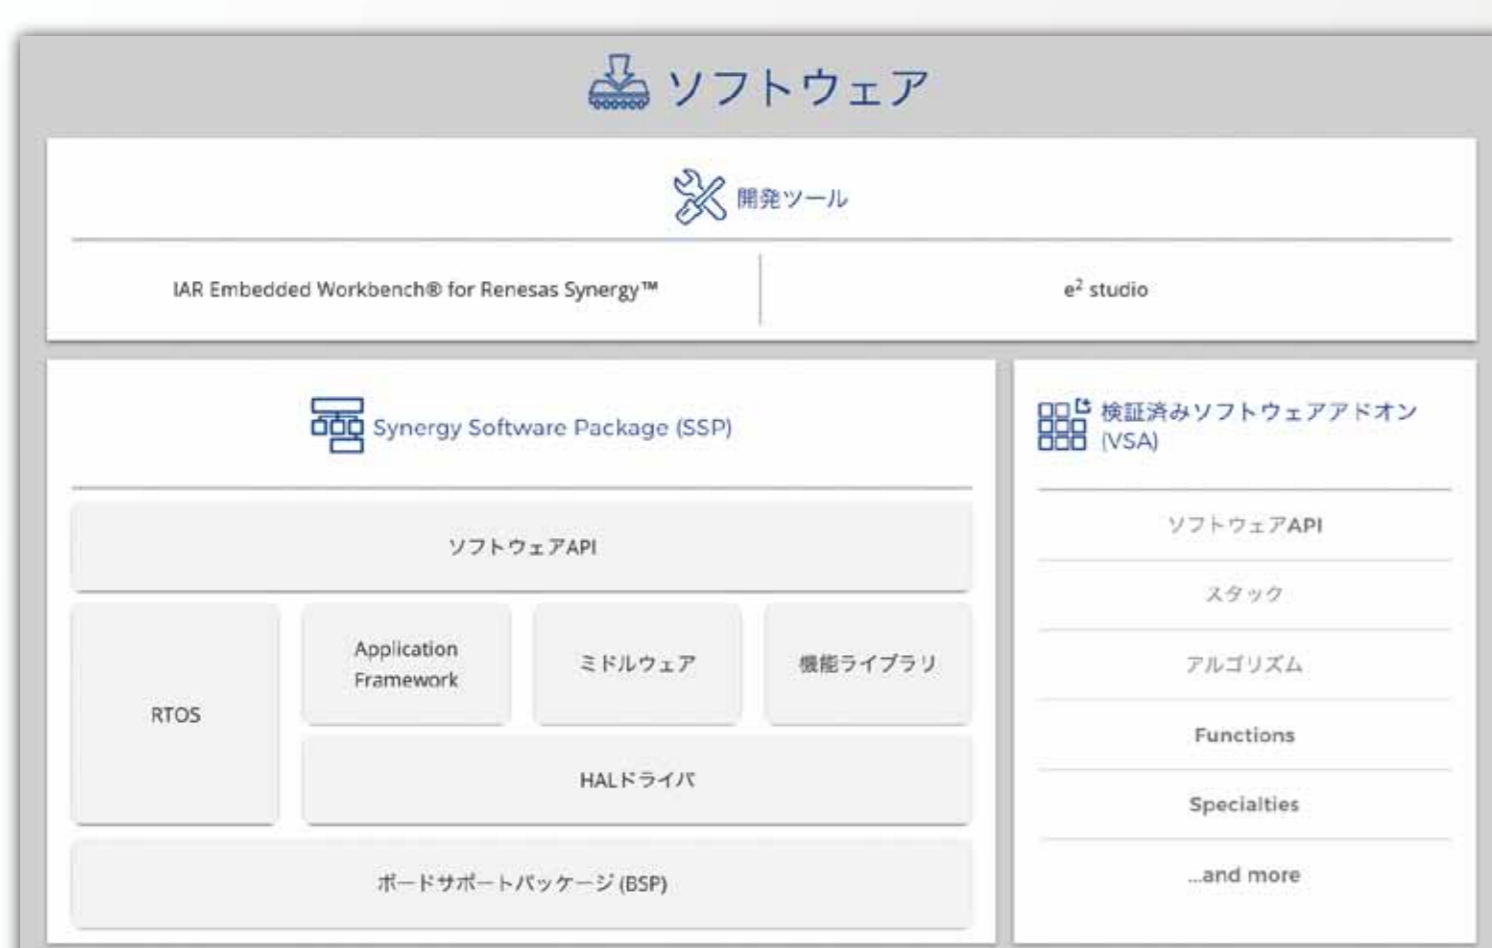 ソフトウェア
開発ツール
IAR Embedded Workbench® for Renesas Synergy™
e² studio
Synergy Software Package (SSP)
ソフトウェアAPI
RTOS
Application
Framework
ミドルウェア
機能ライブラリ
HALドライバ
ボードサポートパッケージ (BSP)
検証済みソフトウェアアドオン
(VSA)
ソフトウェアAPI
スタック
アルゴリズム
Functions
Specialties
...and more